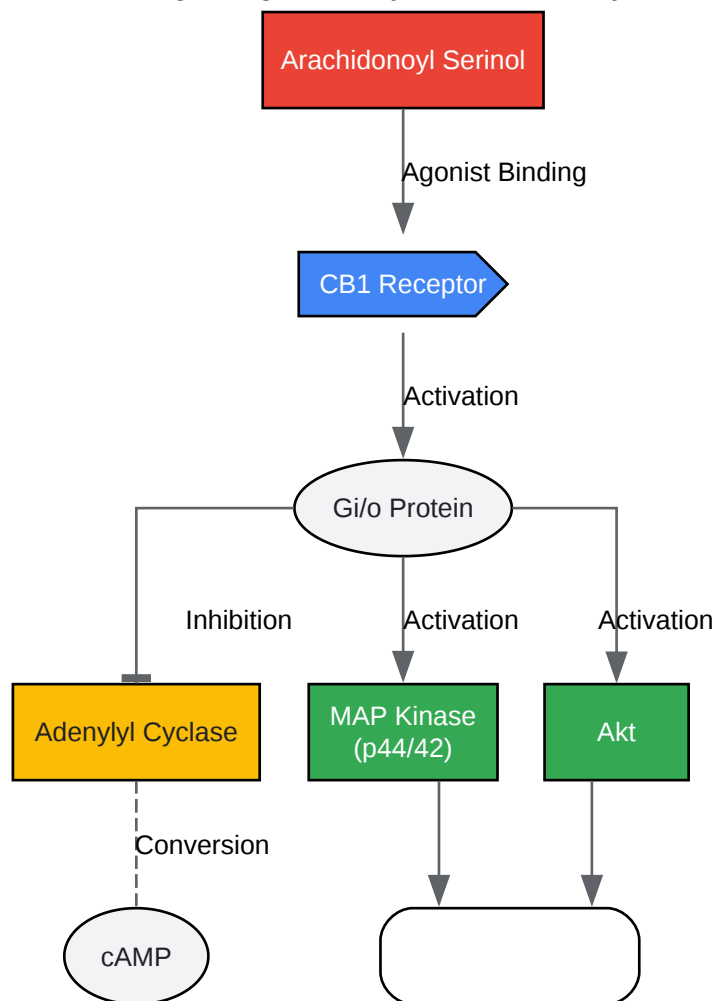 Arachidonoyl Serinol
Agonist Binding
CB1 Receptor
Activation
Gi/o Protein
Inhibition
Activation
Activation
Adenylyl Cyclase
MAP Kinase
(p44/42)
Akt
Conversion
cAMP